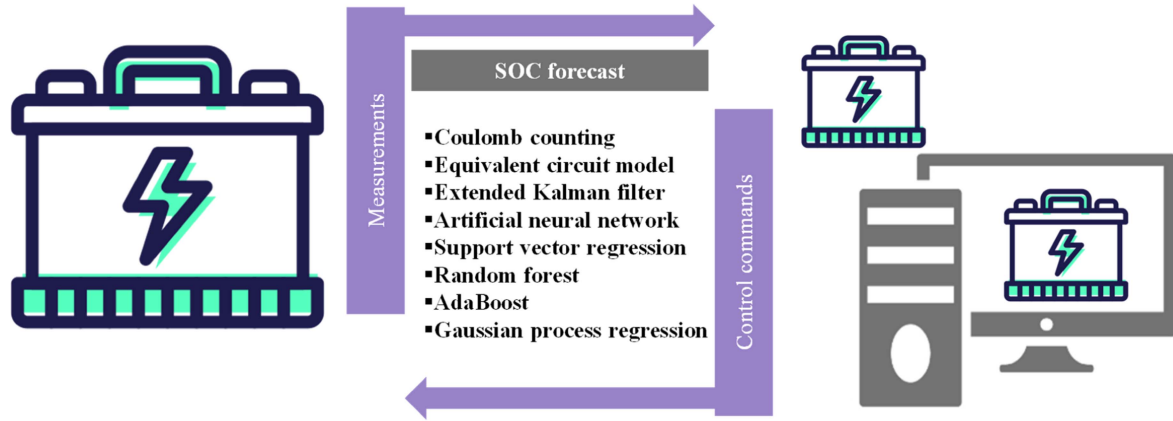 Measurements
SOC forecast
▪Coulomb counting
▪Equivalent circuit model
▪Extended Kalman filter
▪Artificial neural network
▪Support vector regression
▪Random forest
▪AdaBoost
▪Gaussian process regression
Control commands